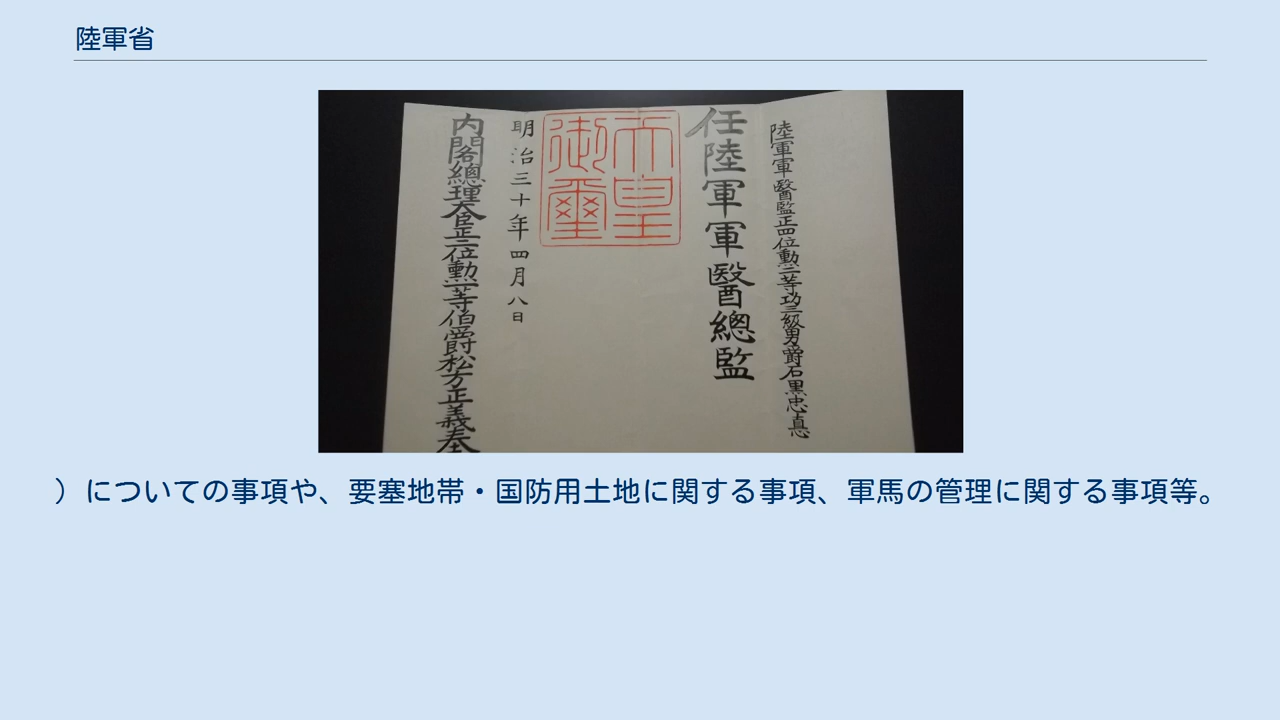 陸軍省
陸軍軍醫監正四位勳三等功三級男爵石黒忠悳
任陸軍軍醫總監
天皇御璽
明治三十年四月八日
内閣總理大臣正二位勲一等伯爵松方正義奉
）についての事項や、要塞地帯・国防用土地に関する事項、軍馬の管理に関する事項等。